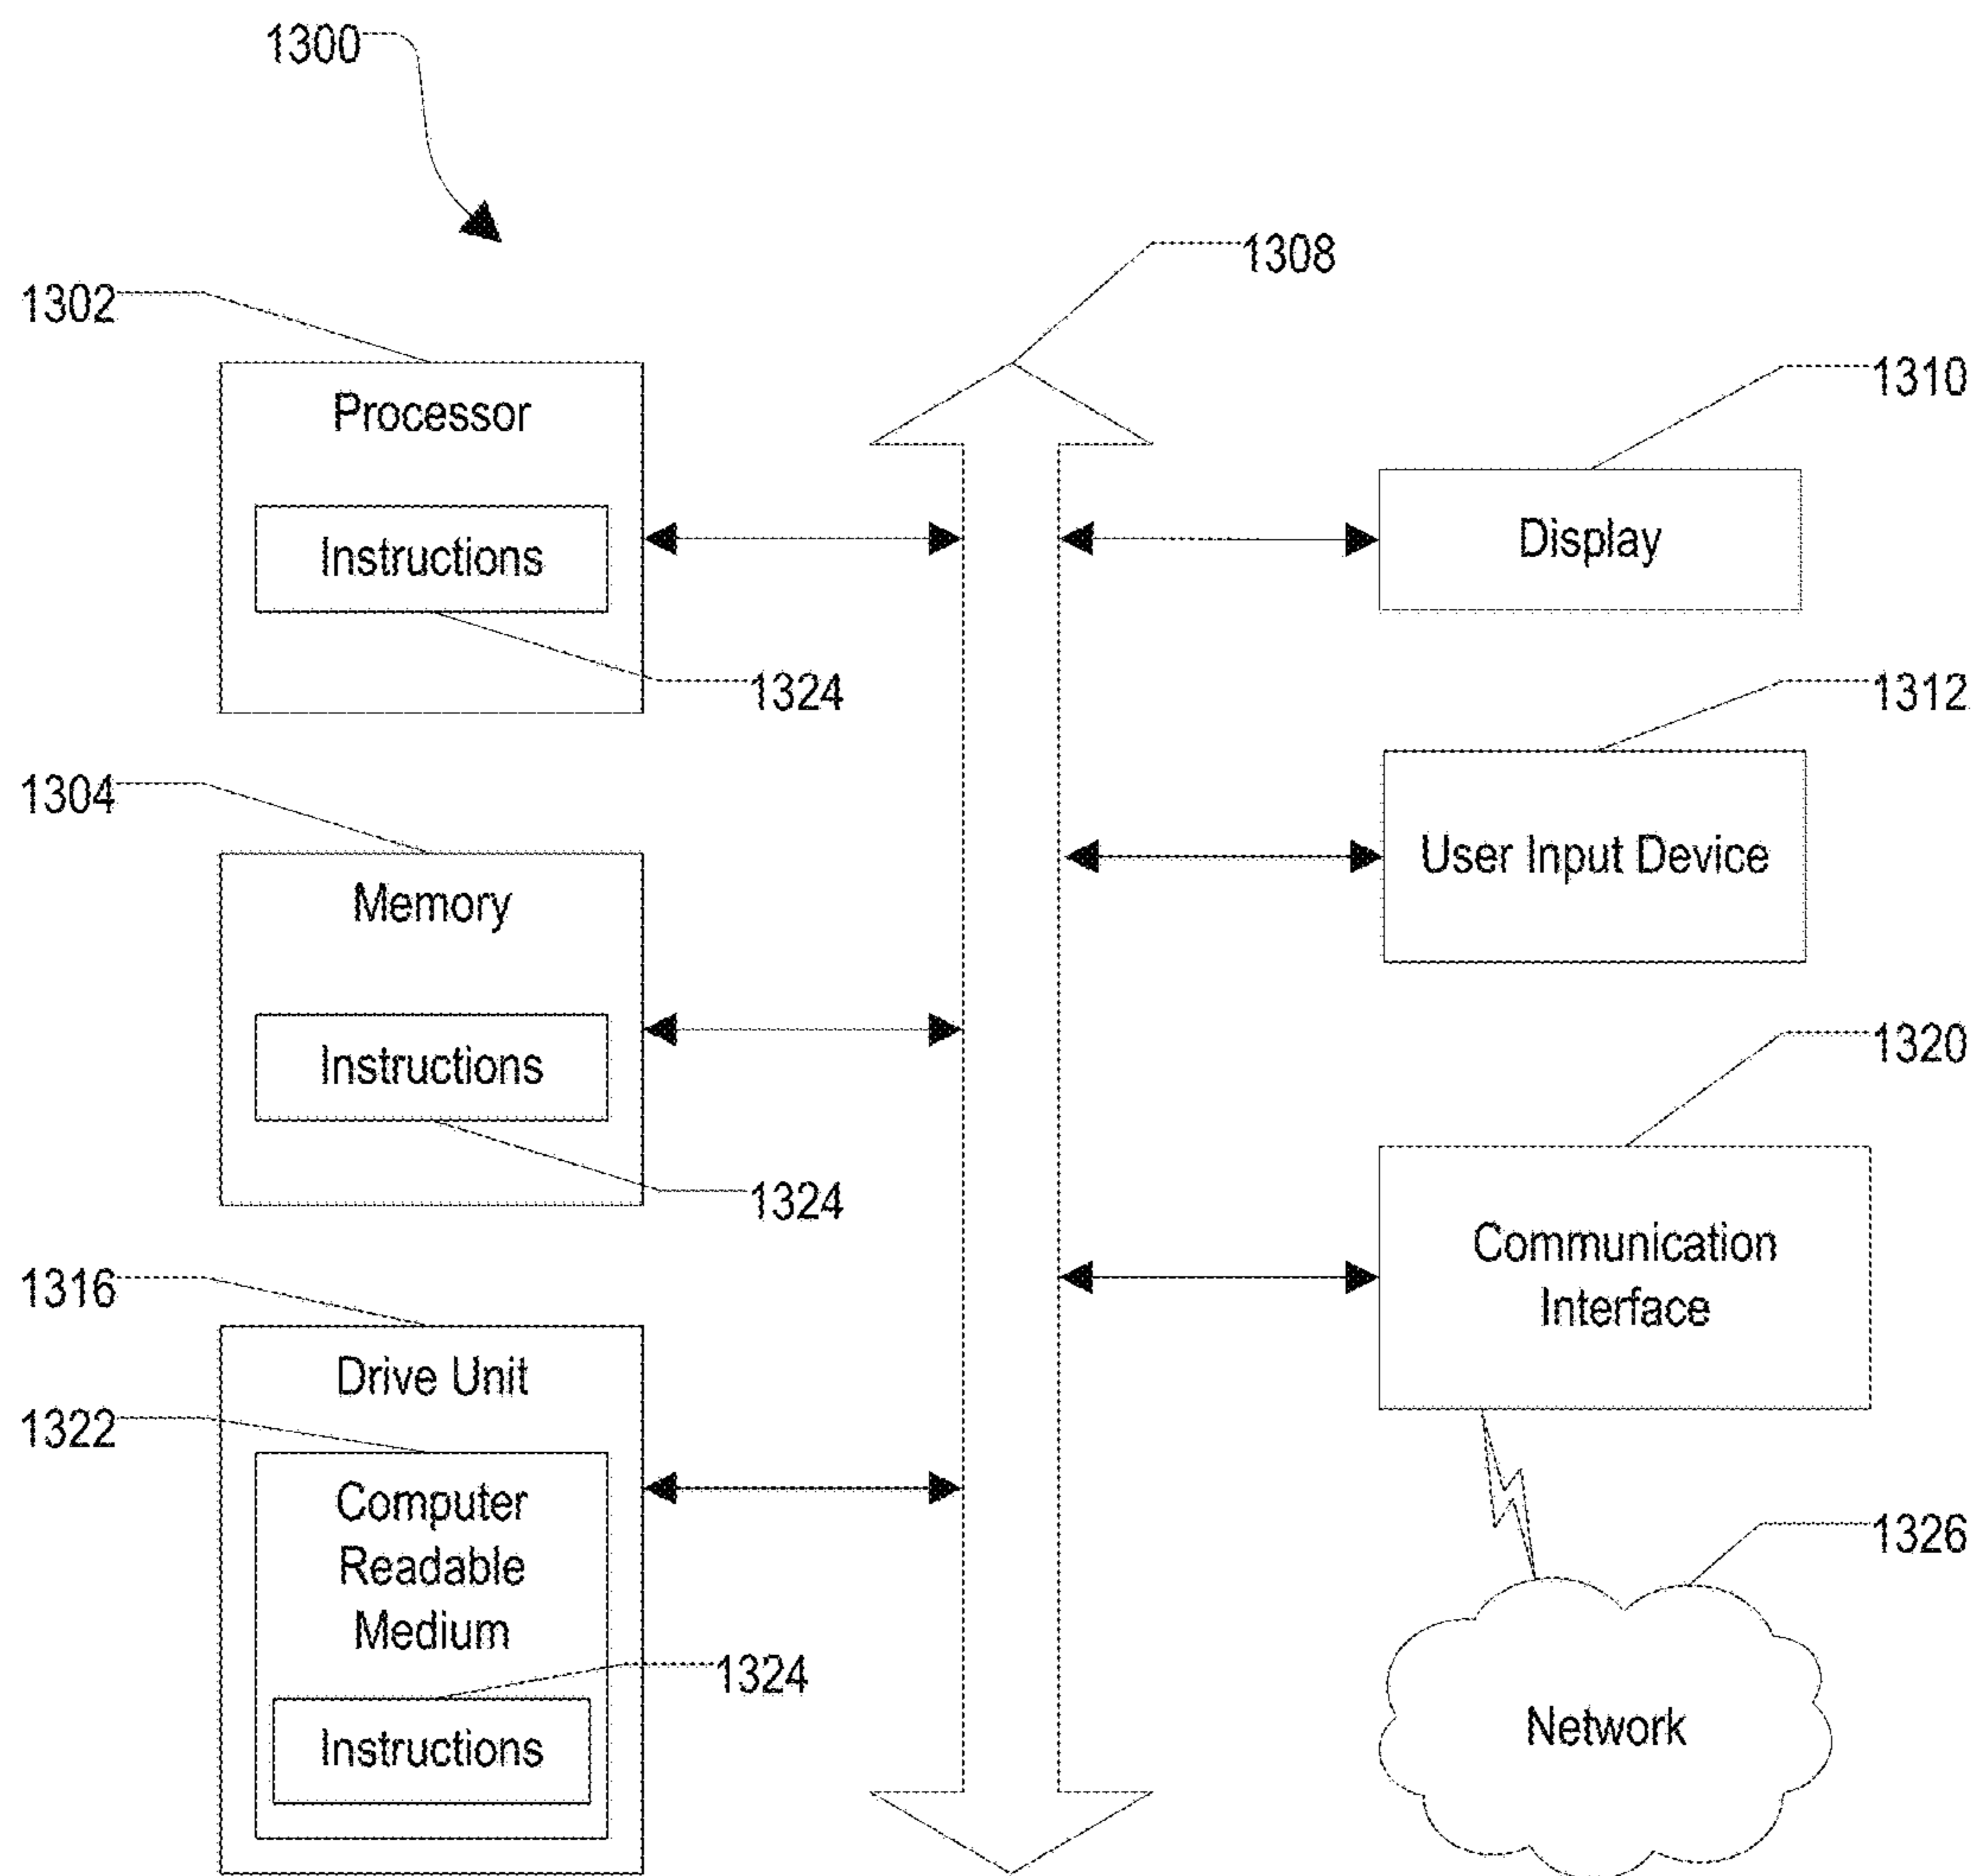 1300
1308
1302
1310
Processor
Display
Instructions
1324
1312
1304
User Input Device
Memory
1320
Instructions
1324
Communication
Interface
1316
Drive Unit
1322
Computer
Readable
Medium
1326
1324
Network
Instructions